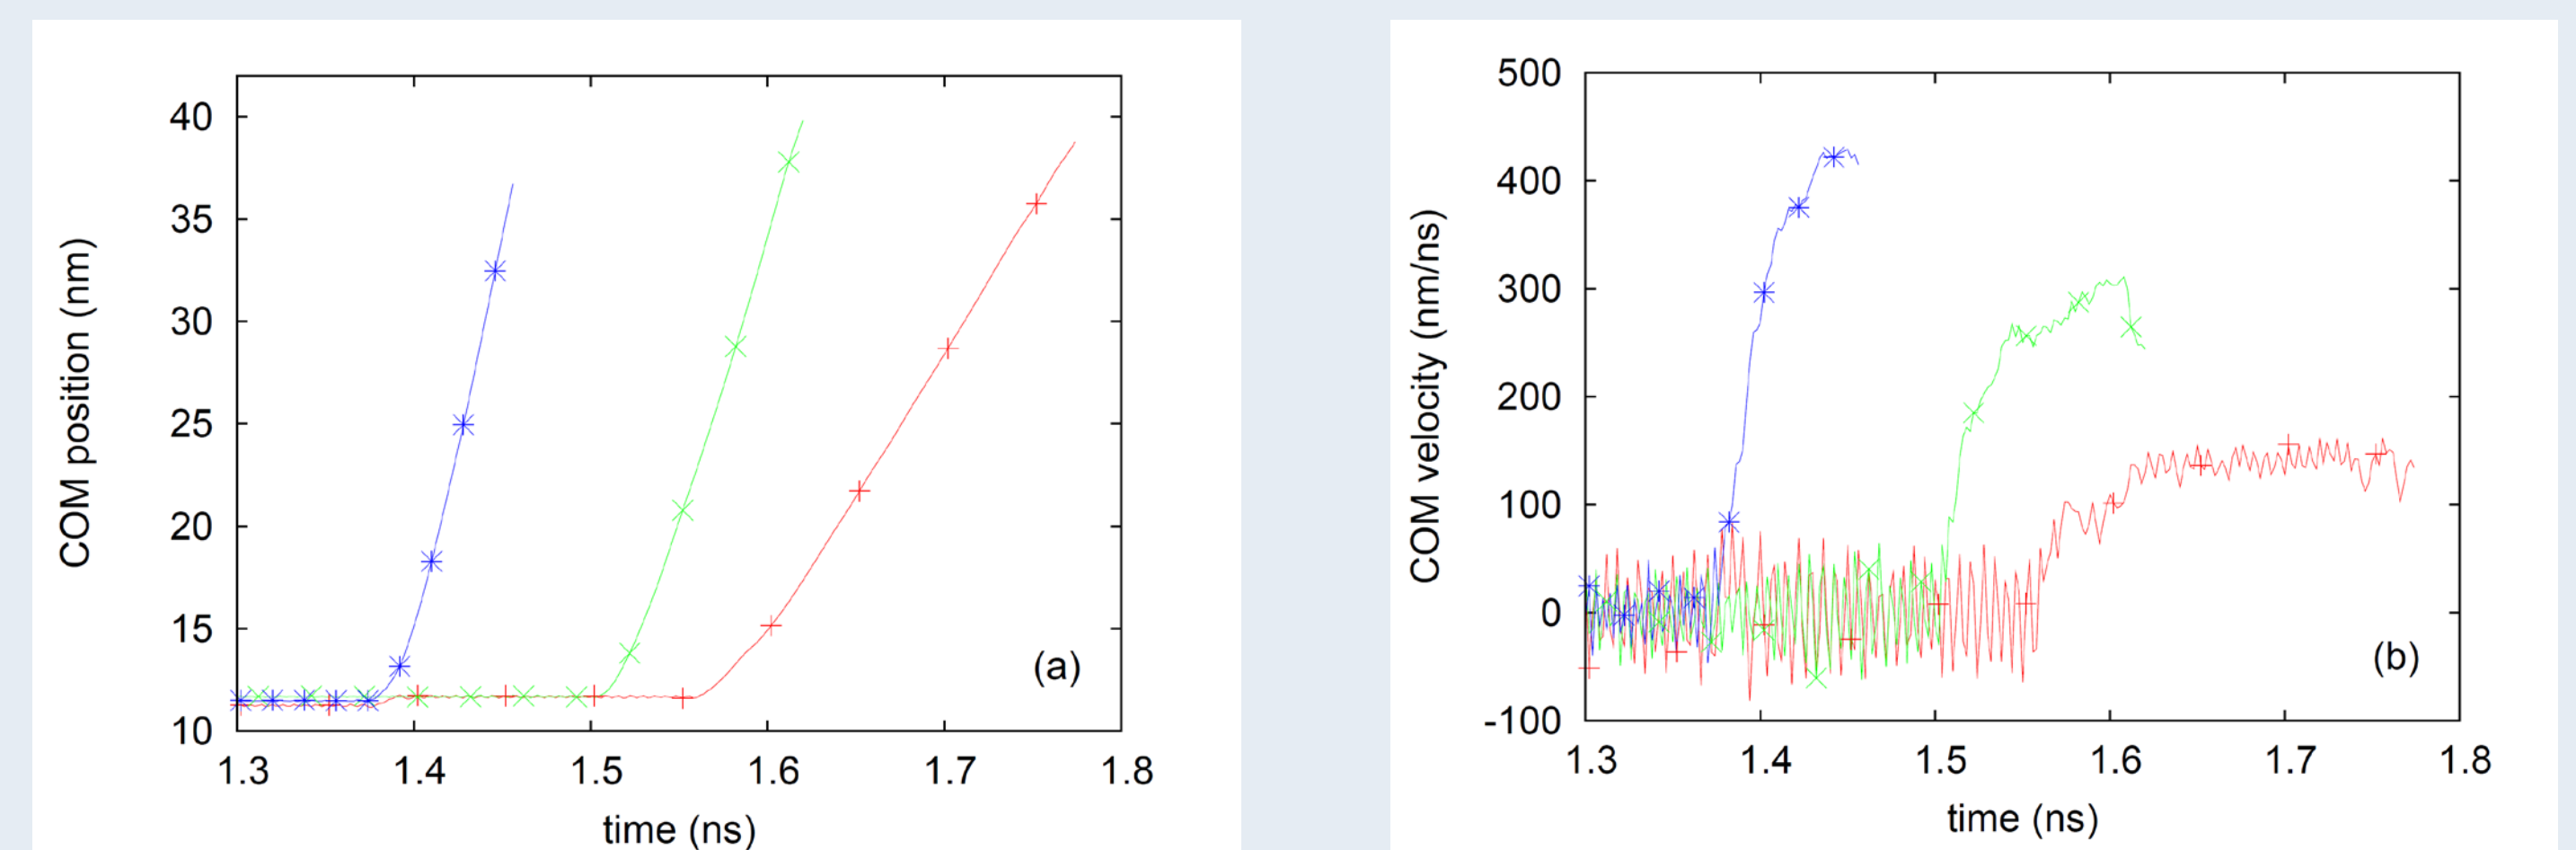 40
35
30
25
20
15
10
COM position (nm)
(a)
1.3 1.4 1.5 1.6 1.7 1.8
time (ns)
500
400
300
200
100
0
-100
COM velocity (nm/ns)
(b)
1.3 1.4 1.5 1.6 1.7 1.8
time (ns)